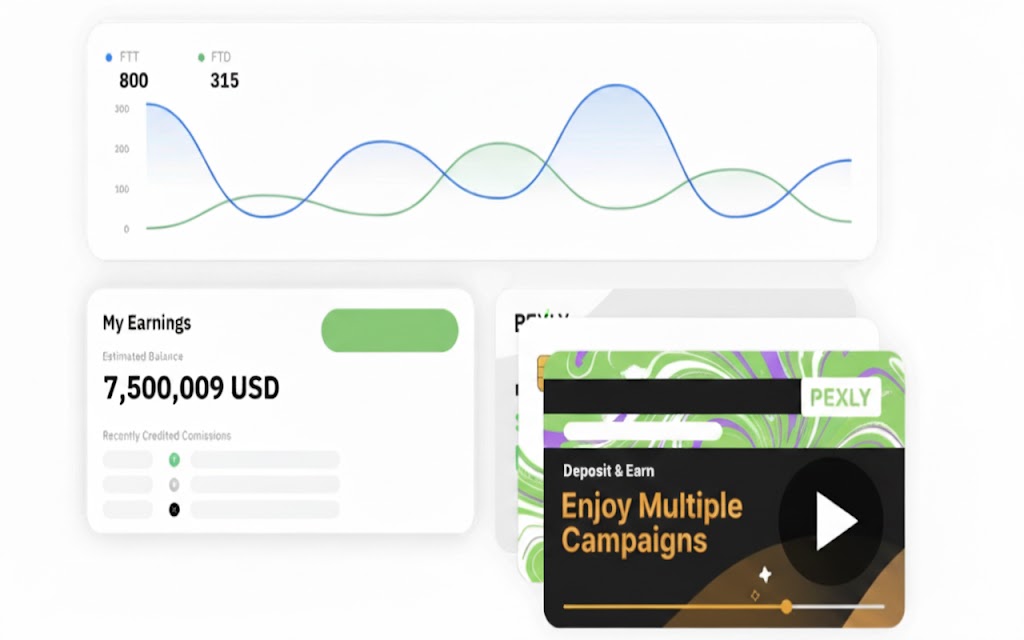 FTT
FTD
800
315
300
200
100
0
My Earnings
Estimated Balance
7,500,009 USD
Recently Credited Comissions
PEXLY
PEXLY
Deposit & Earn
Enjoy Multiple
Campaigns